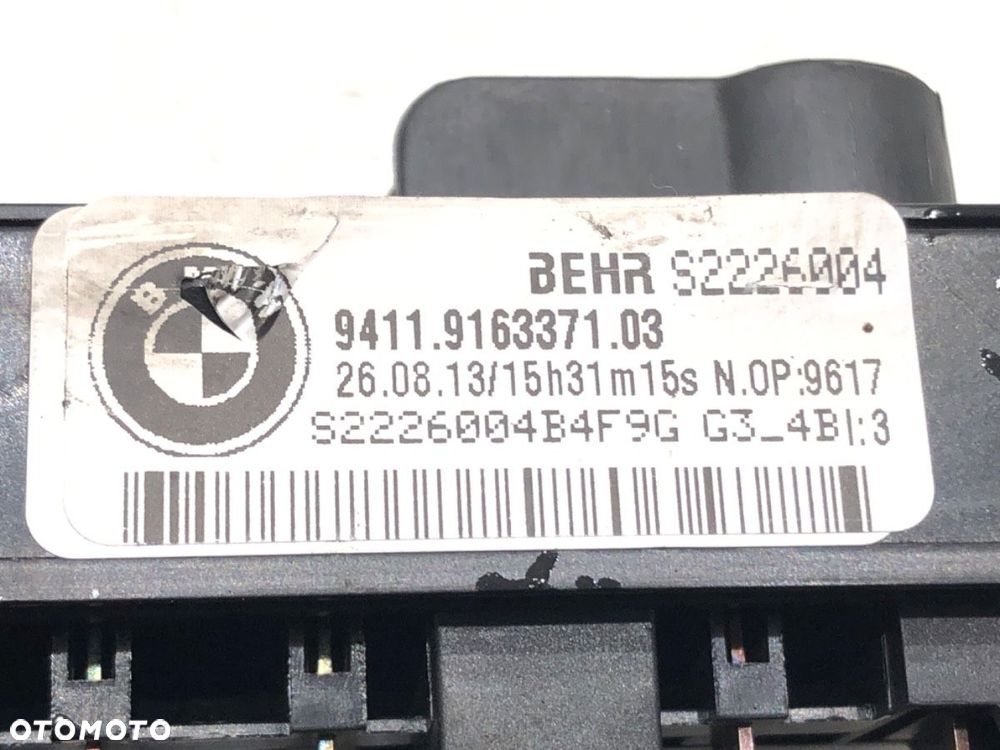 BEHR S2226004
9411.9163371.03
26.08.13/15h31m15s N.OP:9617
S2226004B4F9G G3_4B|:3
B
OTOMOTO